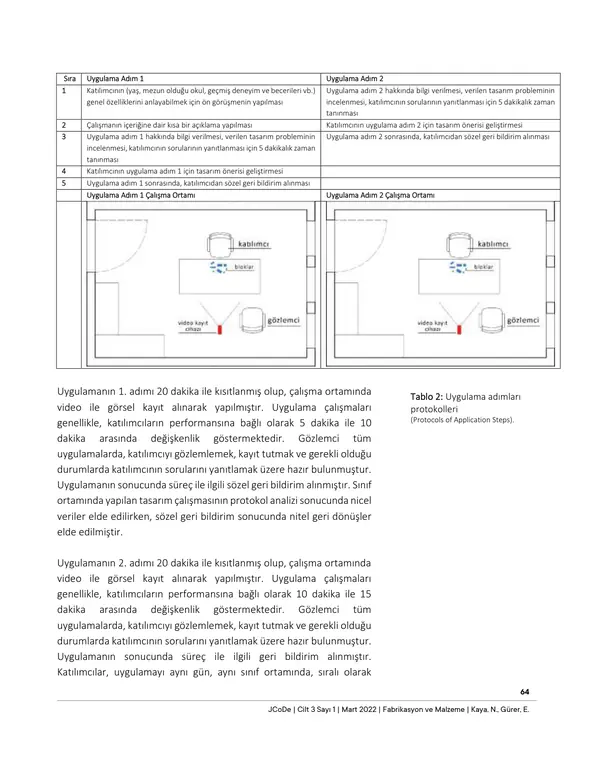 Sıra Uygulama Adım 1 Uygulama Adım 2
1 Katılımcının (yaş, mezun olduğu okul, geçmiş deneyim ve becerileri vb.)
genel özelliklerini anlayabilmek için ön görüşmenin yapılması
Uygulama adım 2 hakkında bilgi verilmesi, verilen tasarım probleminin
incelenmesi, katılımcının sorularının yanıtlanması için 5 dakikalık zaman
tanınması
2 Çalışmanın içeriğine dair kısa bir açıklama yapılması Katılımcının uygulama adım 2 için tasarım önerisi geliştirmesi
3 Uygulama adım 1 hakkında bilgi verilmesi, verilen tasarım probleminin
incelenmesi, katılımcının sorularının yanıtlanması için 5 dakikalık zaman
tanınması
Uygulama adım 2 sonrasında, katılımcıdan sözel geri bildirim alınması
4 Katılımcının uygulama adım 1 için tasarım önerisi geliştirmesi
5 Uygulama adım 1 sonrasında, katılımcıdan sözel geri bildirim alınması
Uygulama Adım 1 Çalışma Ortamı Uygulama Adım 2 Çalışma Ortamı
katılımcı
bloklar
gözlemci
video kayıt
cihazı
katılımcı
bloklar
gözlemci
video kayıt
cihazı
Uygulamanın 1. adımı 20 dakika ile kısıtlanmış olup, çalışma ortamında
video ile görsel kayıt alınarak yapılmıştır. Uygulama çalışmaları
genellikle, katılımcıların performansına bağlı olarak 5 dakika ile 10
dakika arasında değişkenlik göstermektedir. Gözlemci tüm
uygulamalarda, katılımcıyı gözlemlemek, kayıt tutmak ve gerekli olduğu
durumlarda katılımcının sorularını yanıtlamak üzere hazır bulunmuştur.
Uygulamanın sonucunda süreç ile ilgili sözel geri bildirim alınmıştır. Sınıf
ortamında yapılan tasarım çalışmasının protokol analizi sonucunda nicel
veriler elde edilirken, sözel geri bildirim sonucunda nitel geri dönüşler
elde edilmiştir.
Tablo 2: Uygulama adımları
protokolleri
(Protocols of Application Steps).
Uygulamanın 2. adımı 20 dakika ile kısıtlanmış olup, çalışma ortamında
video ile görsel kayıt alınarak yapılmıştır. Uygulama çalışmaları
genellikle, katılımcıların performansına bağlı olarak 10 dakika ile 15
dakika arasında değişkenlik göstermektedir. Gözlemci tüm
uygulamalarda, katılımcıyı gözlemlemek, kayıt tutmak ve gerekli olduğu
durumlarda katılımcının sorularını yanıtlamak üzere hazır bulunmuştur.
Uygulamanın sonucunda süreç ile ilgili geri bildirim alınmıştır.
Katılımcılar, uygulamayı aynı gün, aynı sınıf ortamında, sıralı olarak
64
JCoDe | Cilt 3 Sayı 1 | Mart 2022 | Fabrikasyon ve Malzeme | Kaya, N., Gürer, E.